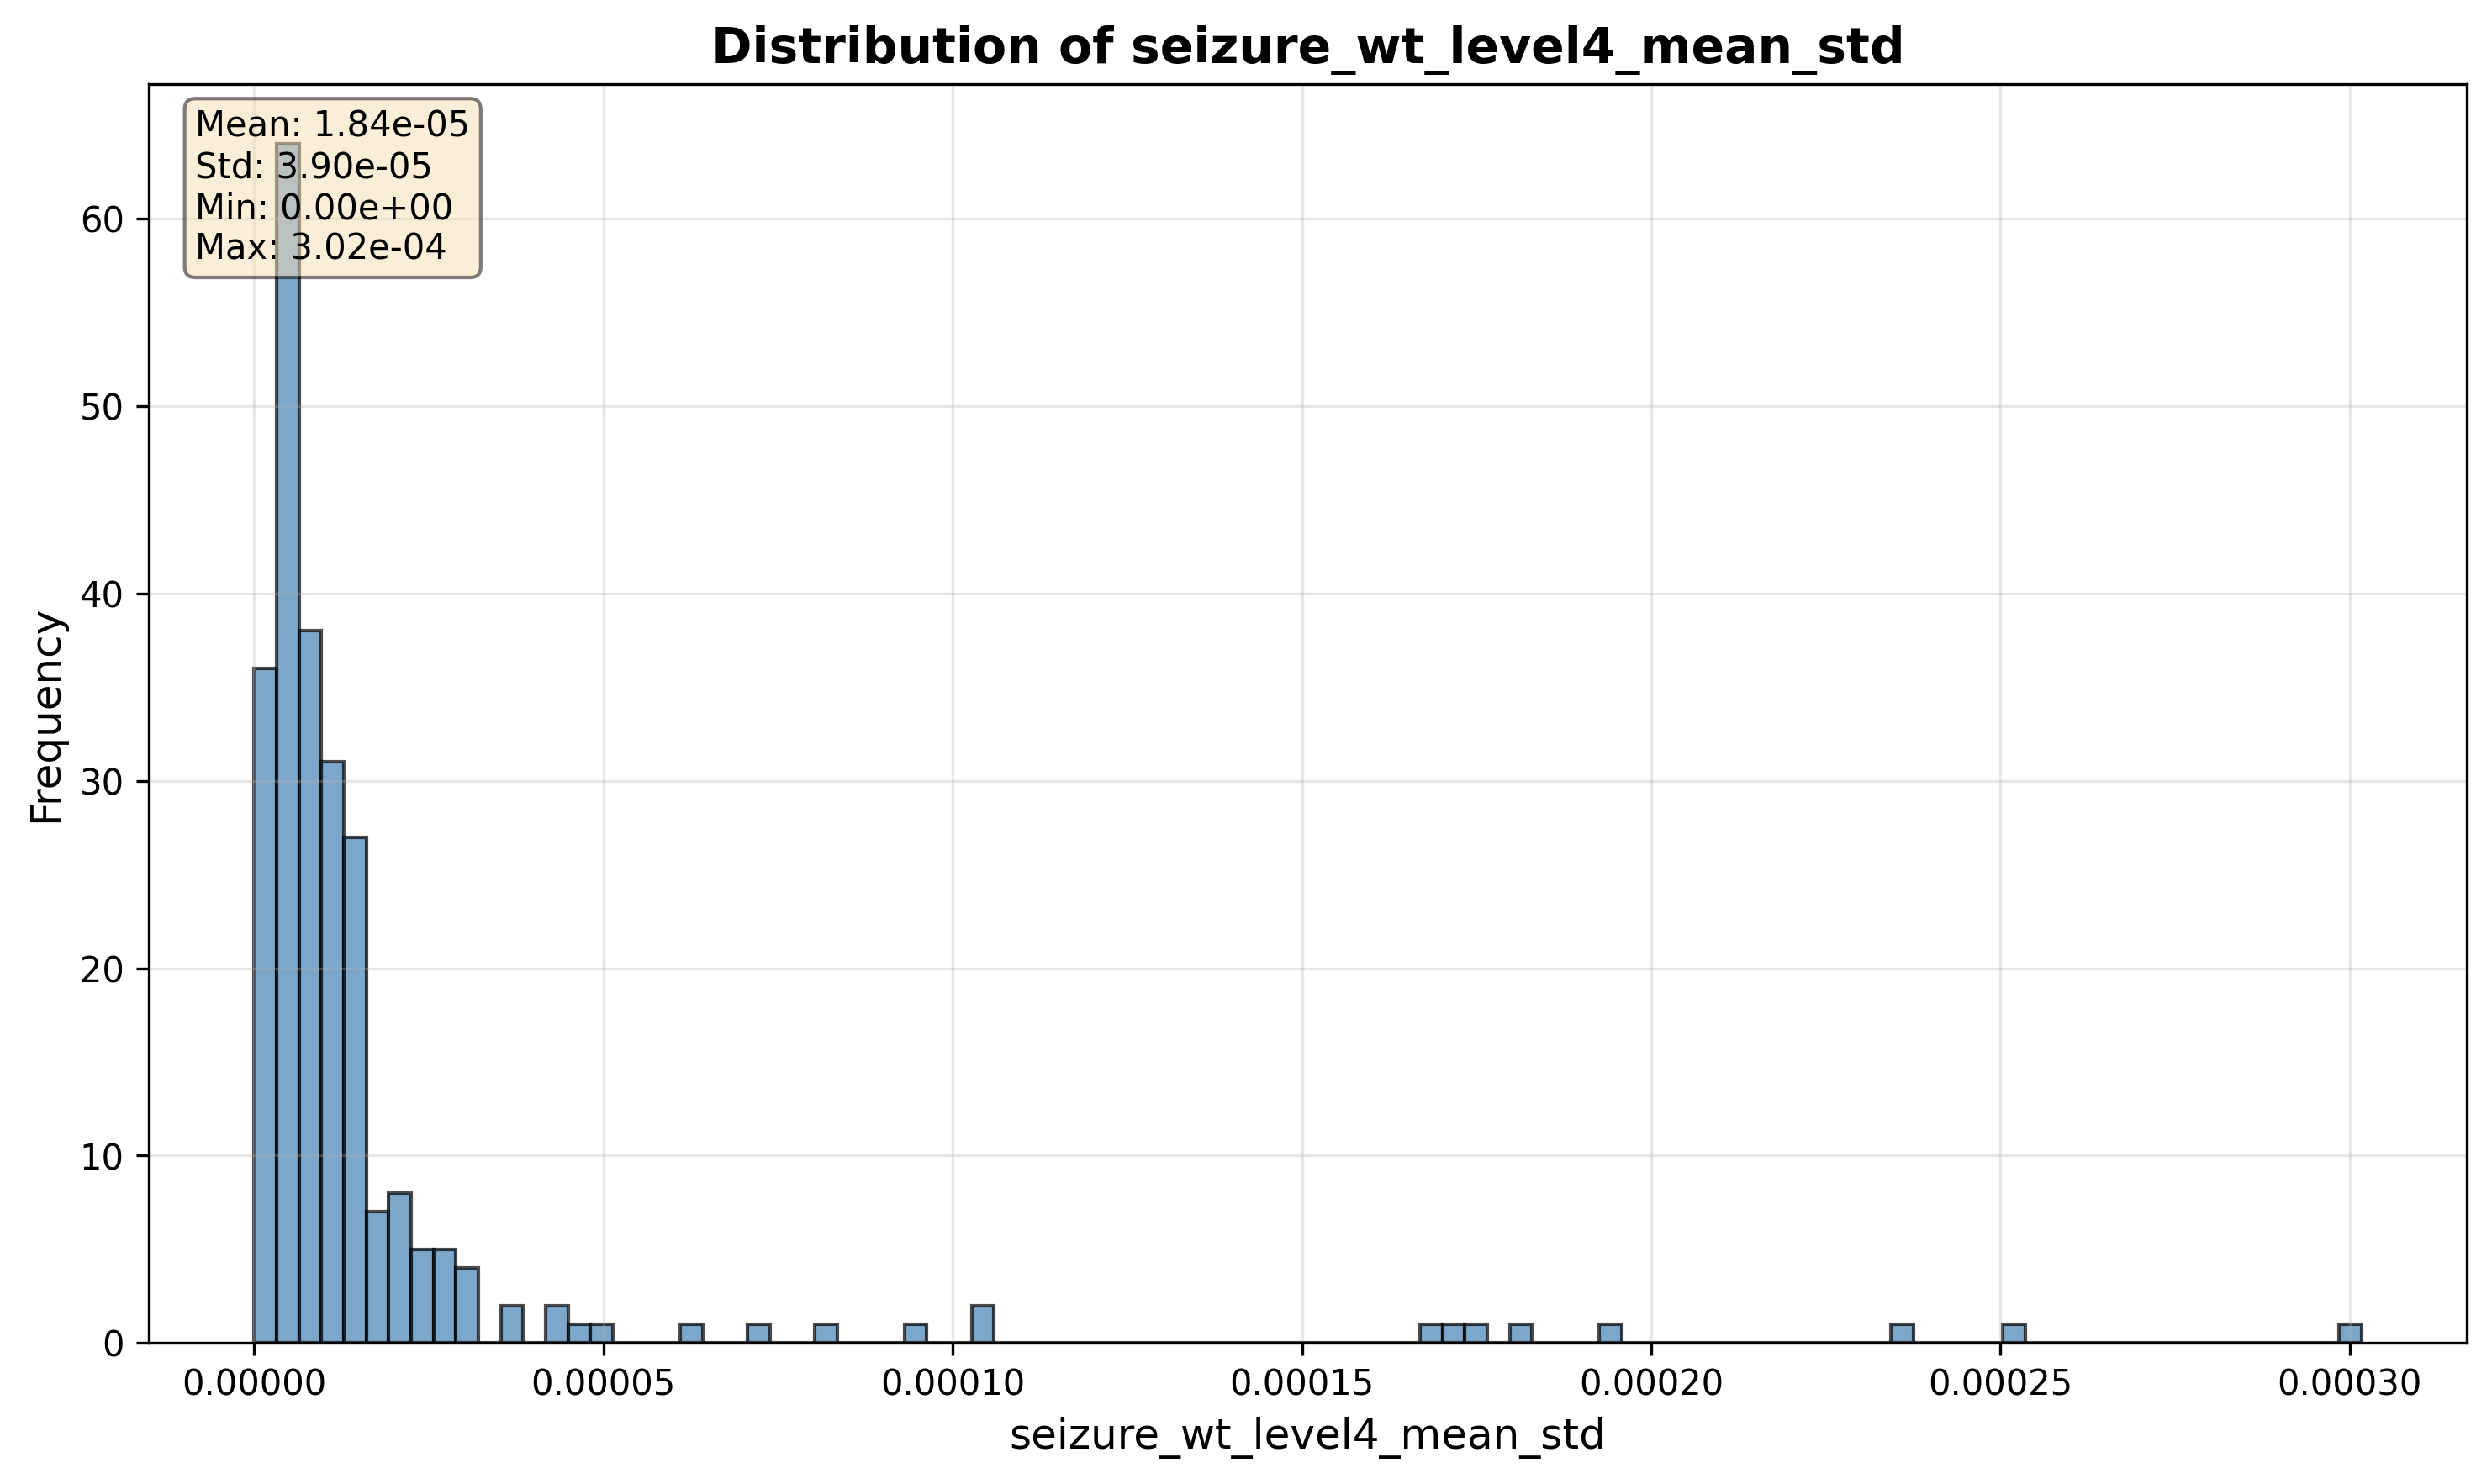 Distribution of seizure_wt_level4_mean_std
Mean: 1.84e-05
Std: 3.90e-05
Min: 0.00e+00
Max: 3.02e-04
60
50
40
30
20
10
0
Frequency
0.00000 0.00005 0.00010 0.00015 0.00020 0.00025 0.00030
seizure_wt_level4_mean_std